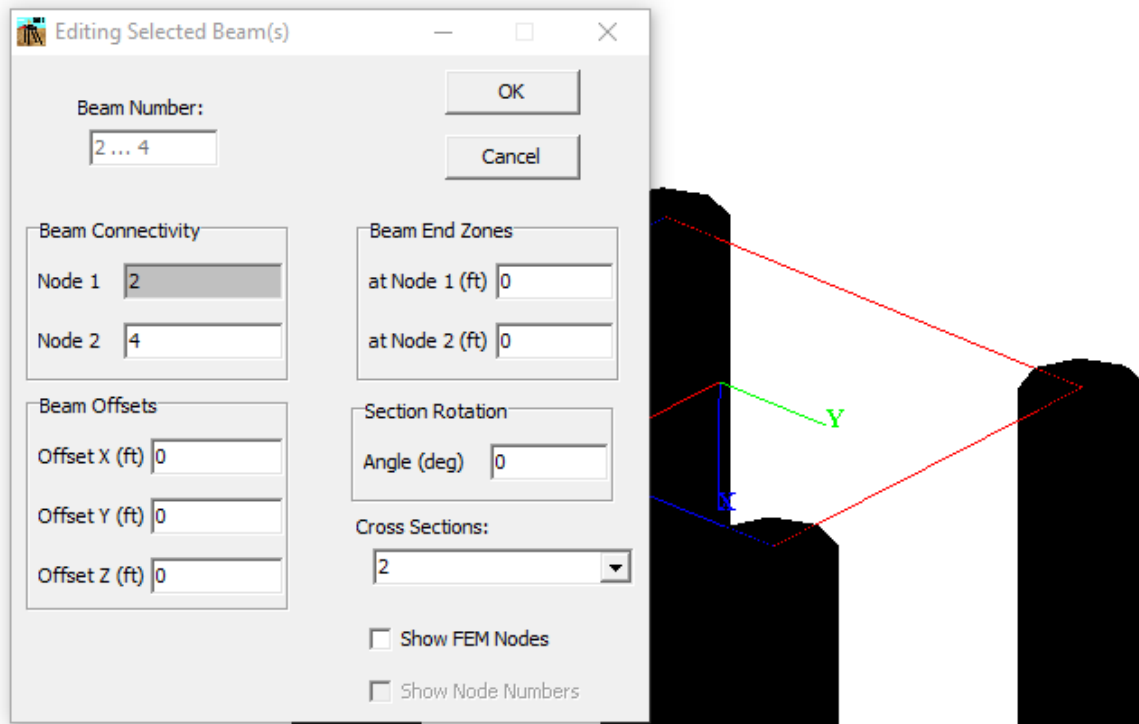 Editing Selected Beam(s)
OK
Beam Number:
2 ... 4
Cancel
Beam Connectivity
Node 1 2
Node 2 4
Beam End Zones
at Node 1 (ft) 0
at Node 2 (ft) 0
Beam Offsets
Offset X (ft) 0
Offset Y (ft) 0
Offset Z (ft) 0
Section Rotation
Angle (deg) 0
Cross Sections:
2
Show FEM Nodes
Show Node Numbers
Y
X